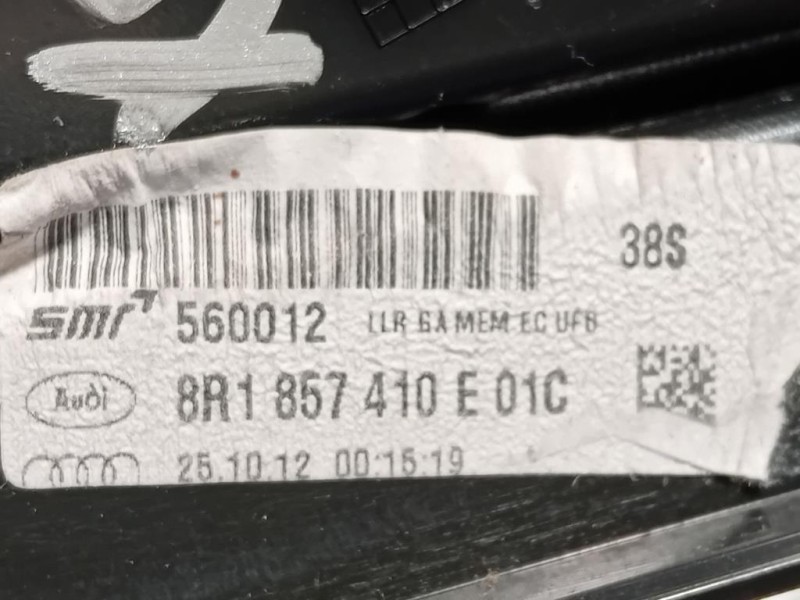 38S
smr 560012 LLR 6A MEM EC UFB
Audi 8R1 857 410 E 01C
25.10.12 00:15:19